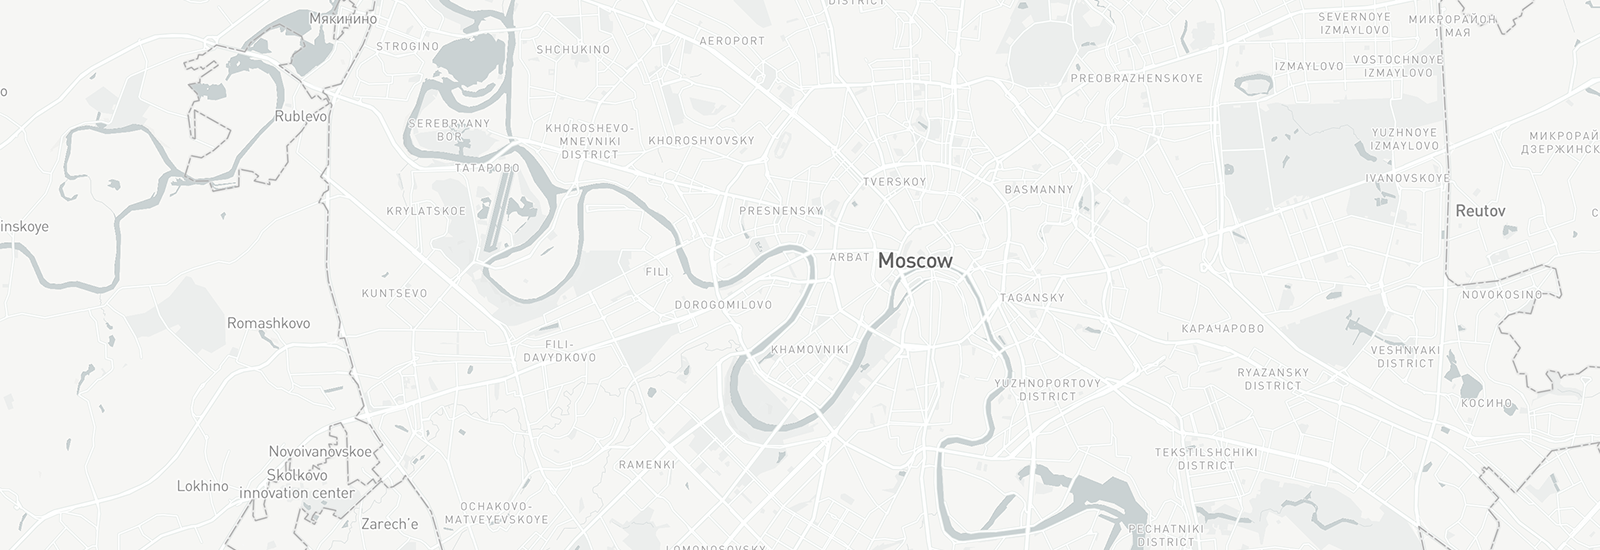 DISTRICT
Мякинино
STROGINO
SHCHUKINO
AEROPORT
SEVERNOYE
IZMAYLOVO
МИКРОРАЙОН
1 МАЯ
IZMAYLOVO
VOSTOCHNOYE
IZMAYLOVO
PREOBRAZHENSKOYE
o
Rublevo
SEREBRYANY
BOR
KHOROSHEVO-
MNEVNIKI
DISTRICT
KHOROSHYOVSKY
YUZHNOYE
IZMAYLOVO
МИКРОРАЙ
ДЗЕРЖИНСК
ТАТАРОВО
TVERSKOY
BASMANNY
IVANOVSKOYE
KRYLATSKOE
PRESNENSKY
Reutov
С
inskoye
ARBAT
Moscow
FILI
KUNTSEVO
DOROGOMILOVO
TAGANSKY
NOVOKOSINO
Romashkovo
КАРАЧАРОВО
FILI-
DAVYDKOVO
KHAMOVNIKI
VESHNYAKI
DISTRICT
RYAZANSKY
DISTRICT
YUZHNOPORTOVY
DISTRICT
КОСИНО
Novoivanovskoe
TEKSTILSHCHIKI
DISTRICT
RAMENKI
Skolkovo
innovation center
Lokhino
OCHAKOVO-
MATVEYEVSKOYE
Zarech'e
PECHATNIKI
DISTRICT
LOMONOSOVSKY